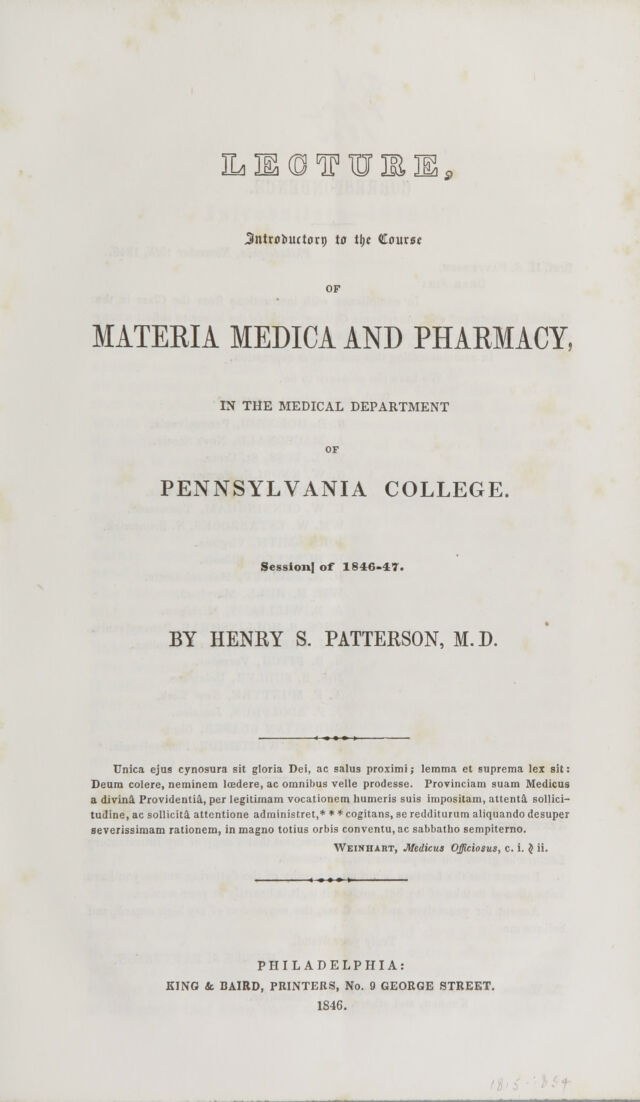 LECTURE,
Introductory to the Course
OF
MATERIA MEDICA AND PHARMACY,
IN THE MEDICAL DEPARTMENT
OF
PENNSYLVANIA COLLEGE.
Session| of 1846-47.
BY HENRY S. PATTERSON, M. D.
Unica ejus cynosura sit gloria Dei, ac salus proximi; lemma et suprema lex sit:
Deum colere, neminem lœdere, ac omnibus velle prodesse. Provinciam suam Medicus
a divinâ Providentiâ, per legitimam vocationem humeris suis impositam, attentâ sollici-
tudine, ac sollicitâ attentione administret,* * * cogitans, se redditurum aliquando desuper
severissimam rationem, in magno totius orbis conventu, ac sabbatho sempiterno.
WEINHART, Medicus Officiosus, c. i. § ii.
PHILADELPHIA:
KING & BAIRD, PRINTERS, No. 9 GEORGE STREET.
1846.